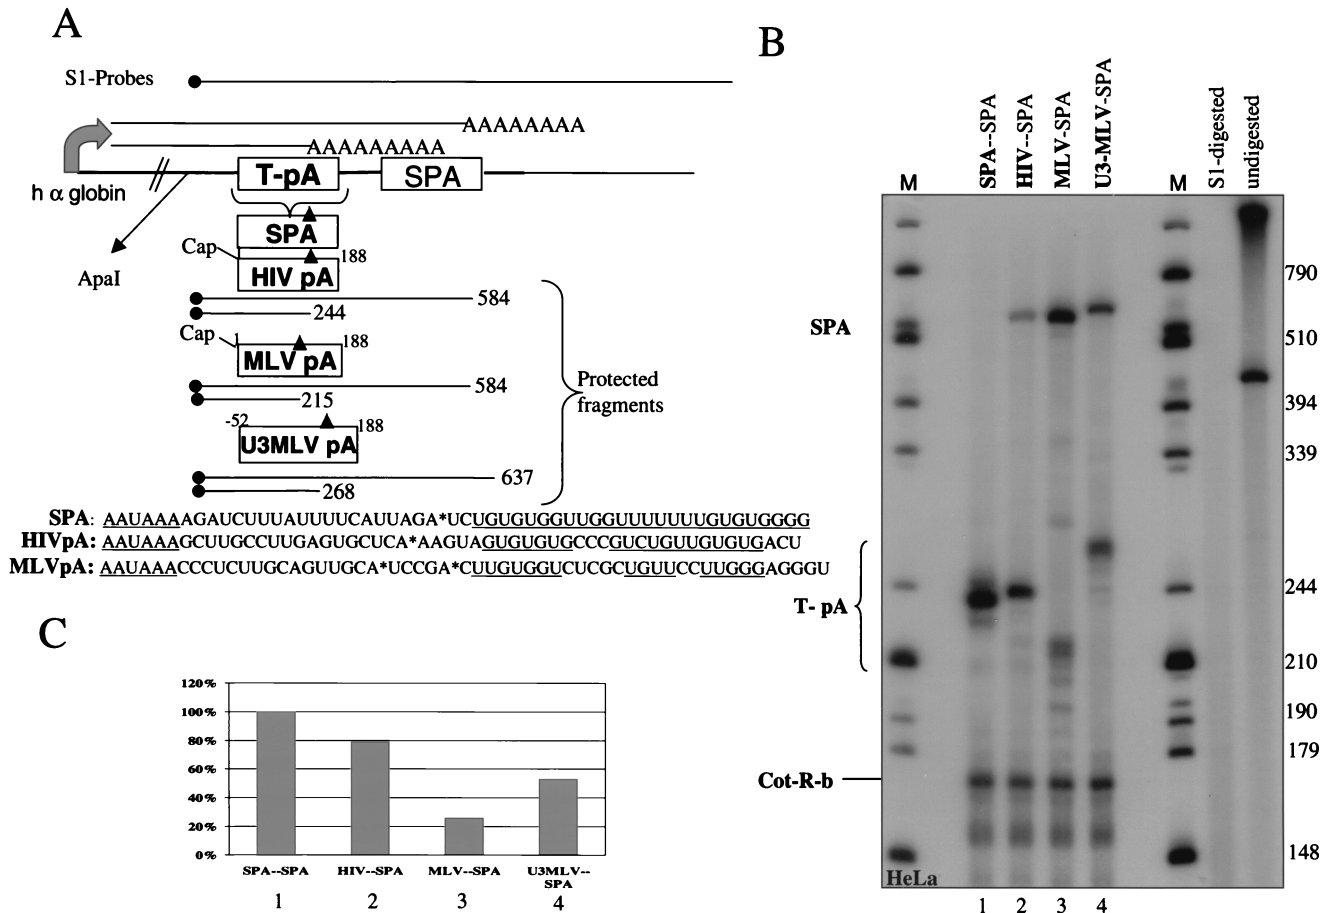 A
S1-Probes
AAAAAAAA
AAAAAAAAA
T-pA
SPA
h α globin
ApaI
SPA
Cap
188
HIV pA
584
244
Cap
1
188
MLV pA
584
215
-52
188
U3MLV pA
637
268
Protected
fragments
SPA: AAUAAAAGAUCUUUAUUUUCAUUAGA*UCUGUGUGGUUGGUUUUUUUGUGUGGGG
HIVpA: AAUAAAGCUUGCCUUGAGUGCUCA*AAGUAGUGUGUGCCCGUCUGUUGUGUGACU
MLVpA: AAUAAACCCUCUUGCAGUUGCA*UCCGA*CUUGUGGUCUCGCUGUUCCUUGGGAGGGU
B
M
SPA--SPA
HIV--SPA
MLV-SPA
U3-MLV-SPA
M
S1-digested
undigested
SPA
790
510
394
339
T- pA
244
210
190
179
Cot-R-b
148
HeLa
1 2 3 4
C
120%
100%
80%
60%
40%
20%
0%
SPA--SPA
HIV--SPA
MLV--SPA
U3MLV--
SPA
1 2 3 4